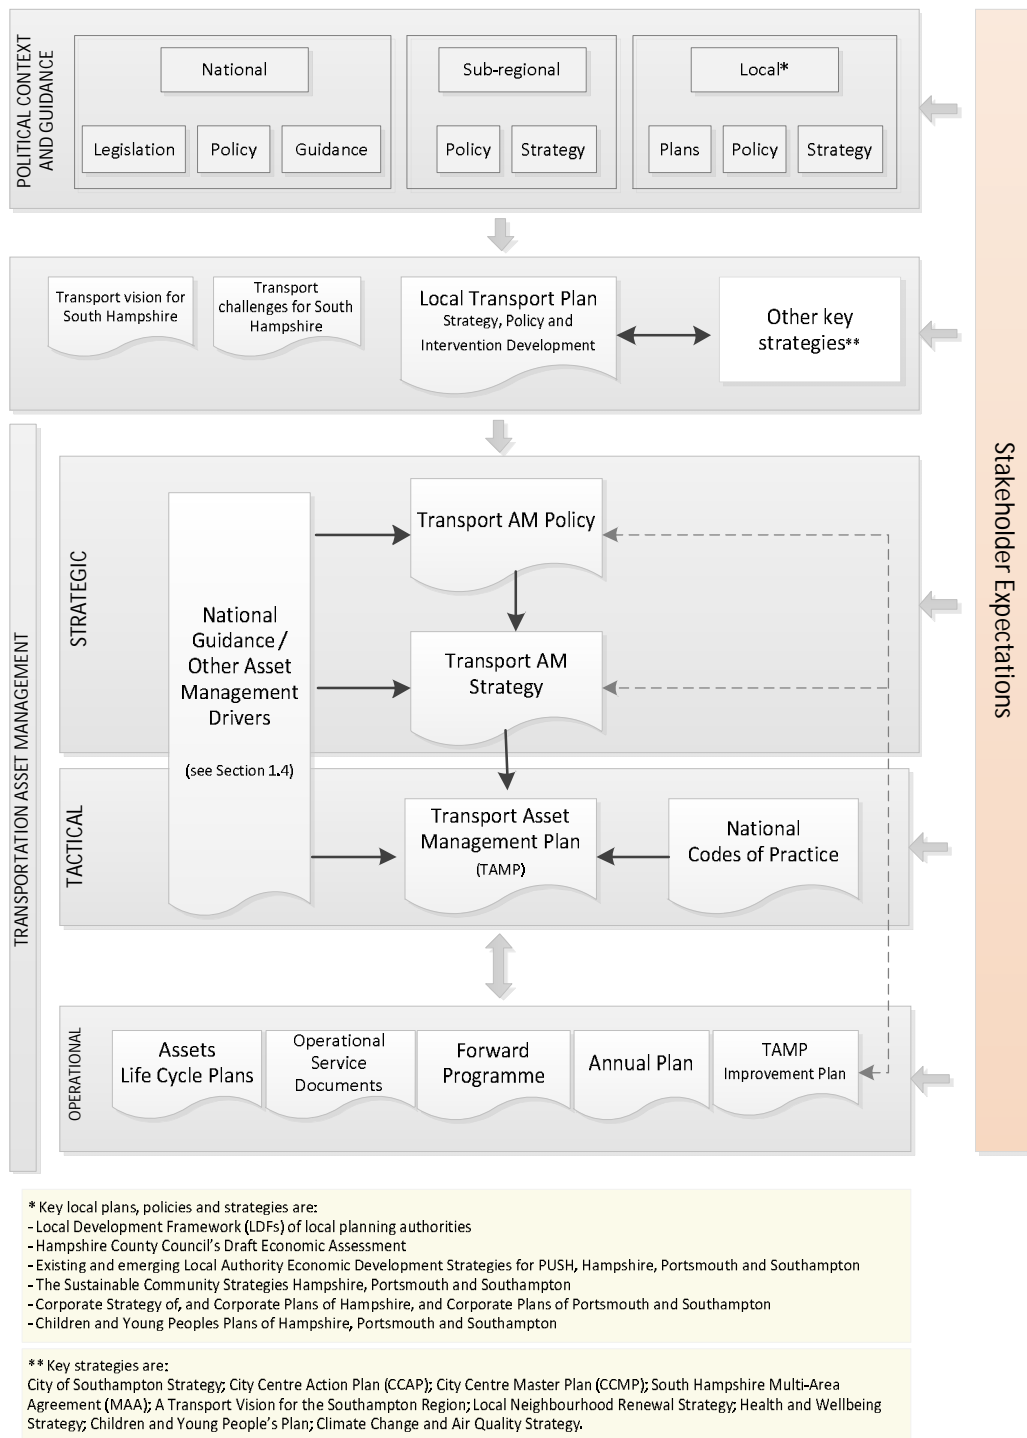 POLITICAL CONTEXT
AND GUIDANCE
National
Legislation
Policy
Guidance
Sub-regional
Policy
Strategy
Local*
Plans
Policy
Strategy
Transport vision for
South Hampshire
Transport
challenges for South
Hampshire
Local Transport Plan
Strategy, Policy and
Intervention Development
Other key
strategies**
Stakeholder Expectations
TRANSPORTATION ASSET MANAGEMENT
STRATEGIC
National
Guidance /
Other Asset
Management
Drivers
(see Section 1.4)
Transport AM Policy
Transport AM
Strategy
TACTICAL
Transport Asset
Management Plan
(TAMP)
National
Codes of Practice
OPERATIONAL
Assets
Life Cycle Plans
Operational
Service
Documents
Forward
Programme
Annual Plan
TAMP
Improvement Plan
* Key local plans, policies and strategies are:
- Local Development Framework (LDFs) of local planning authorities
- Hampshire County Council's Draft Economic Assessment
- Existing and emerging Local Authority Economic Development Strategies for PUSH, Hampshire, Portsmouth and Southampton
- The Sustainable Community Strategies Hampshire, Portsmouth and Southampton
- Corporate Strategy of, and Corporate Plans of Hampshire, and Corporate Plans of Portsmouth and Southampton
- Children and Young Peoples Plans of Hampshire, Portsmouth and Southampton
** Key strategies are:
City of Southampton Strategy; City Centre Action Plan (CCAP); City Centre Master Plan (CCMP); South Hampshire Multi-Area
Agreement (MAA); A Transport Vision for the Southampton Region; Local Neighbourhood Renewal Strategy; Health and Wellbeing
Strategy; Children and Young People's Plan; Climate Change and Air Quality Strategy.